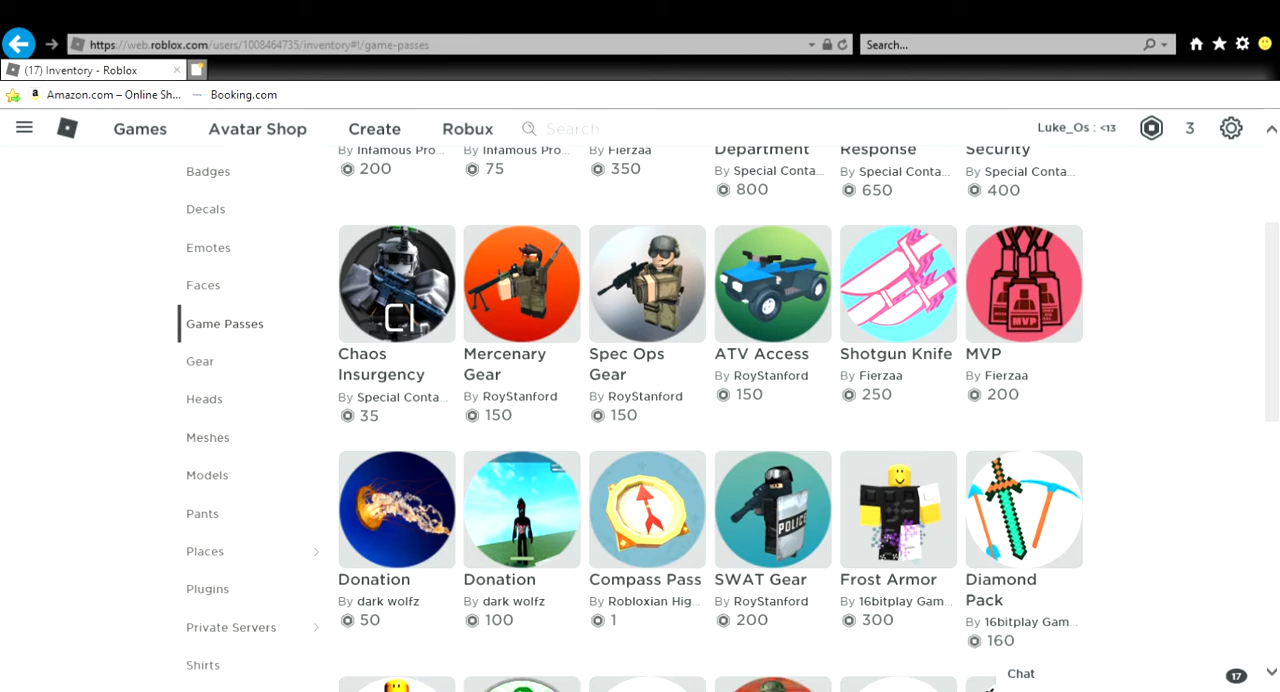 https://web.roblox.com/users/1008464735/inventory#!/game-passes
Search...
(17) Inventory - Roblox
Amazon.com – Online Sh...
Booking.com
Games
Avatar Shop
Create
Robux
Search
Luke_Os : <13
3
Badges
Decals
Emotes
Faces
Game Passes
Gear
Heads
Meshes
Models
Pants
Places
Plugins
Private Servers
Shirts
By Infamous Pro...
200
By Infamous Pro...
75
By Fierzaa
350
Department
By Special Conta...
800
Response
By Special Conta...
650
Security
By Special Conta...
400
CI
Chaos
Insurgency
By Special Conta...
35
Mercenary
Gear
By RoyStanford
150
Spec Ops
Gear
By RoyStanford
150
ATV Access
By RoyStanford
150
Shotgun Knife
By Fierzaa
250
MVP
MVP
By Fierzaa
200
Donation
By dark wolfz
50
Donation
By dark wolfz
100
Compass Pass
By Robloxian Hig...
1
POLICE
SWAT Gear
By RoyStanford
200
Frost Armor
By 16bitplay Gam...
300
Diamond
Pack
By 16bitplay Gam...
160
Chat
17